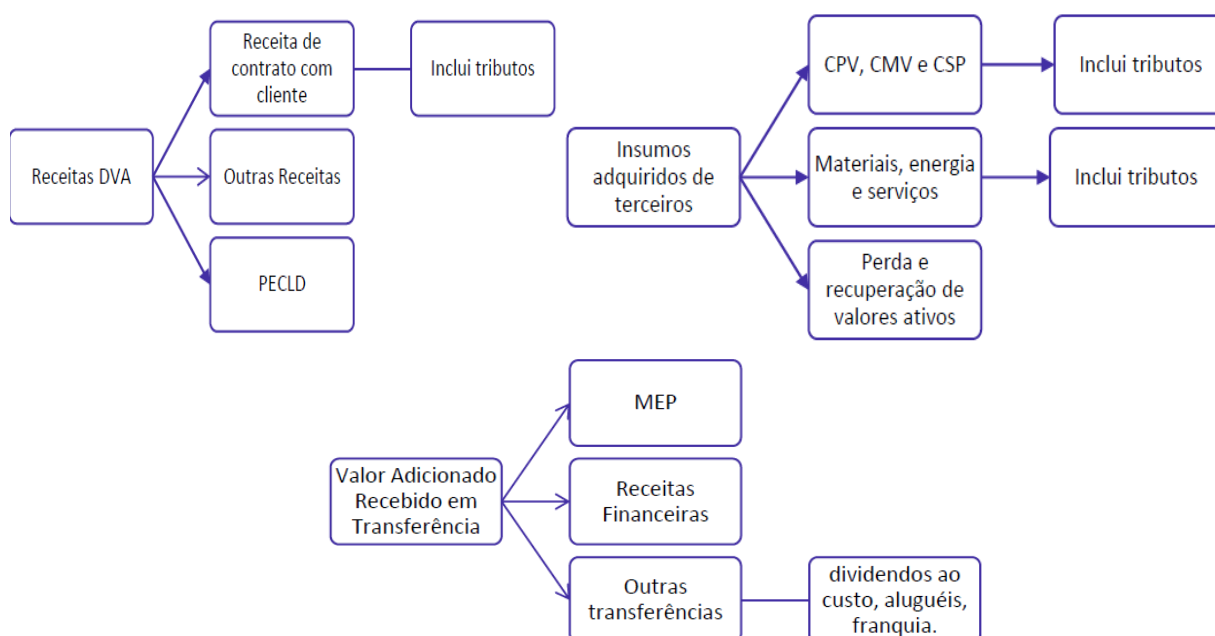 Receitas DVA
Receita de
contrato com
cliente
Inclui tributos
Outras Receitas
PECLD
Insumos
adquiridos de
terceiros
CPV, CMV e CSP
Inclui tributos
Materiais, energia
e serviços
Inclui tributos
Perda e
recuperação de
valores ativos
Valor Adicionado
Recebido em
Transferência
MEP
Receitas
Financeiras
Outras
transferências
dividendos ao
custo, aluguéis,
franquia.